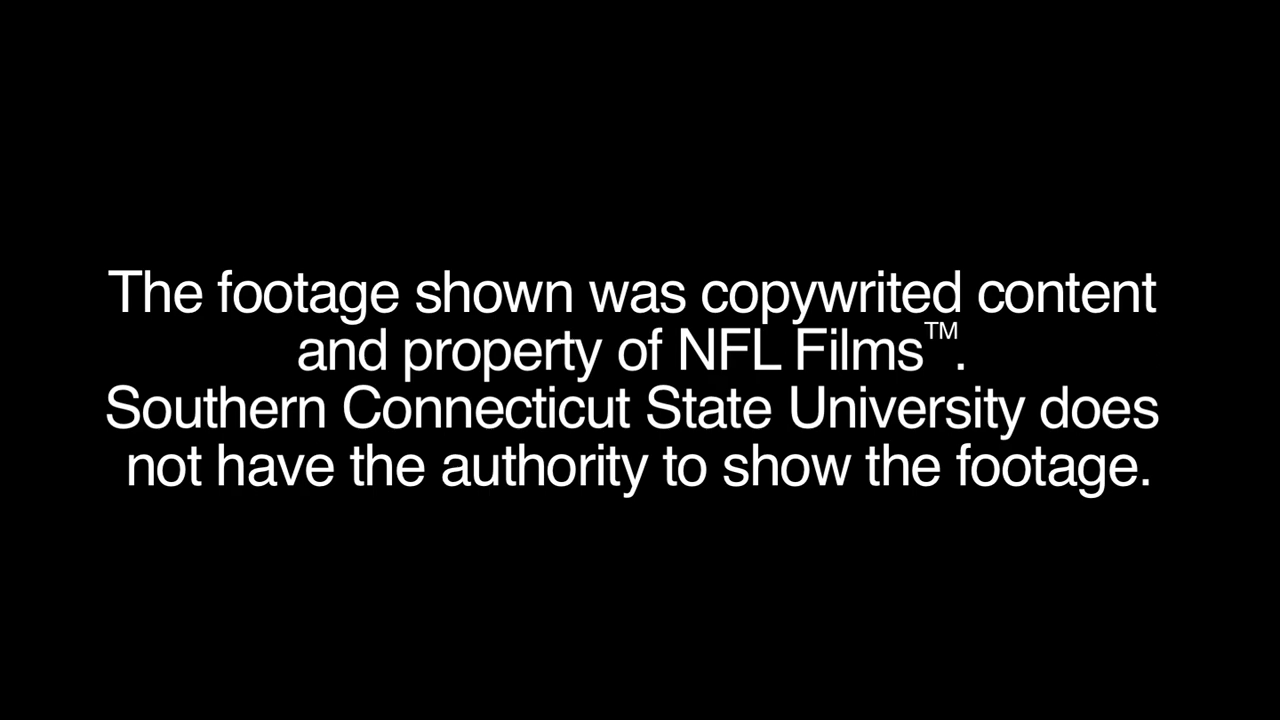 The footage shown was copywrited content
and property of NFL Films™.
Southern Connecticut State University does
not have the authority to show the footage.